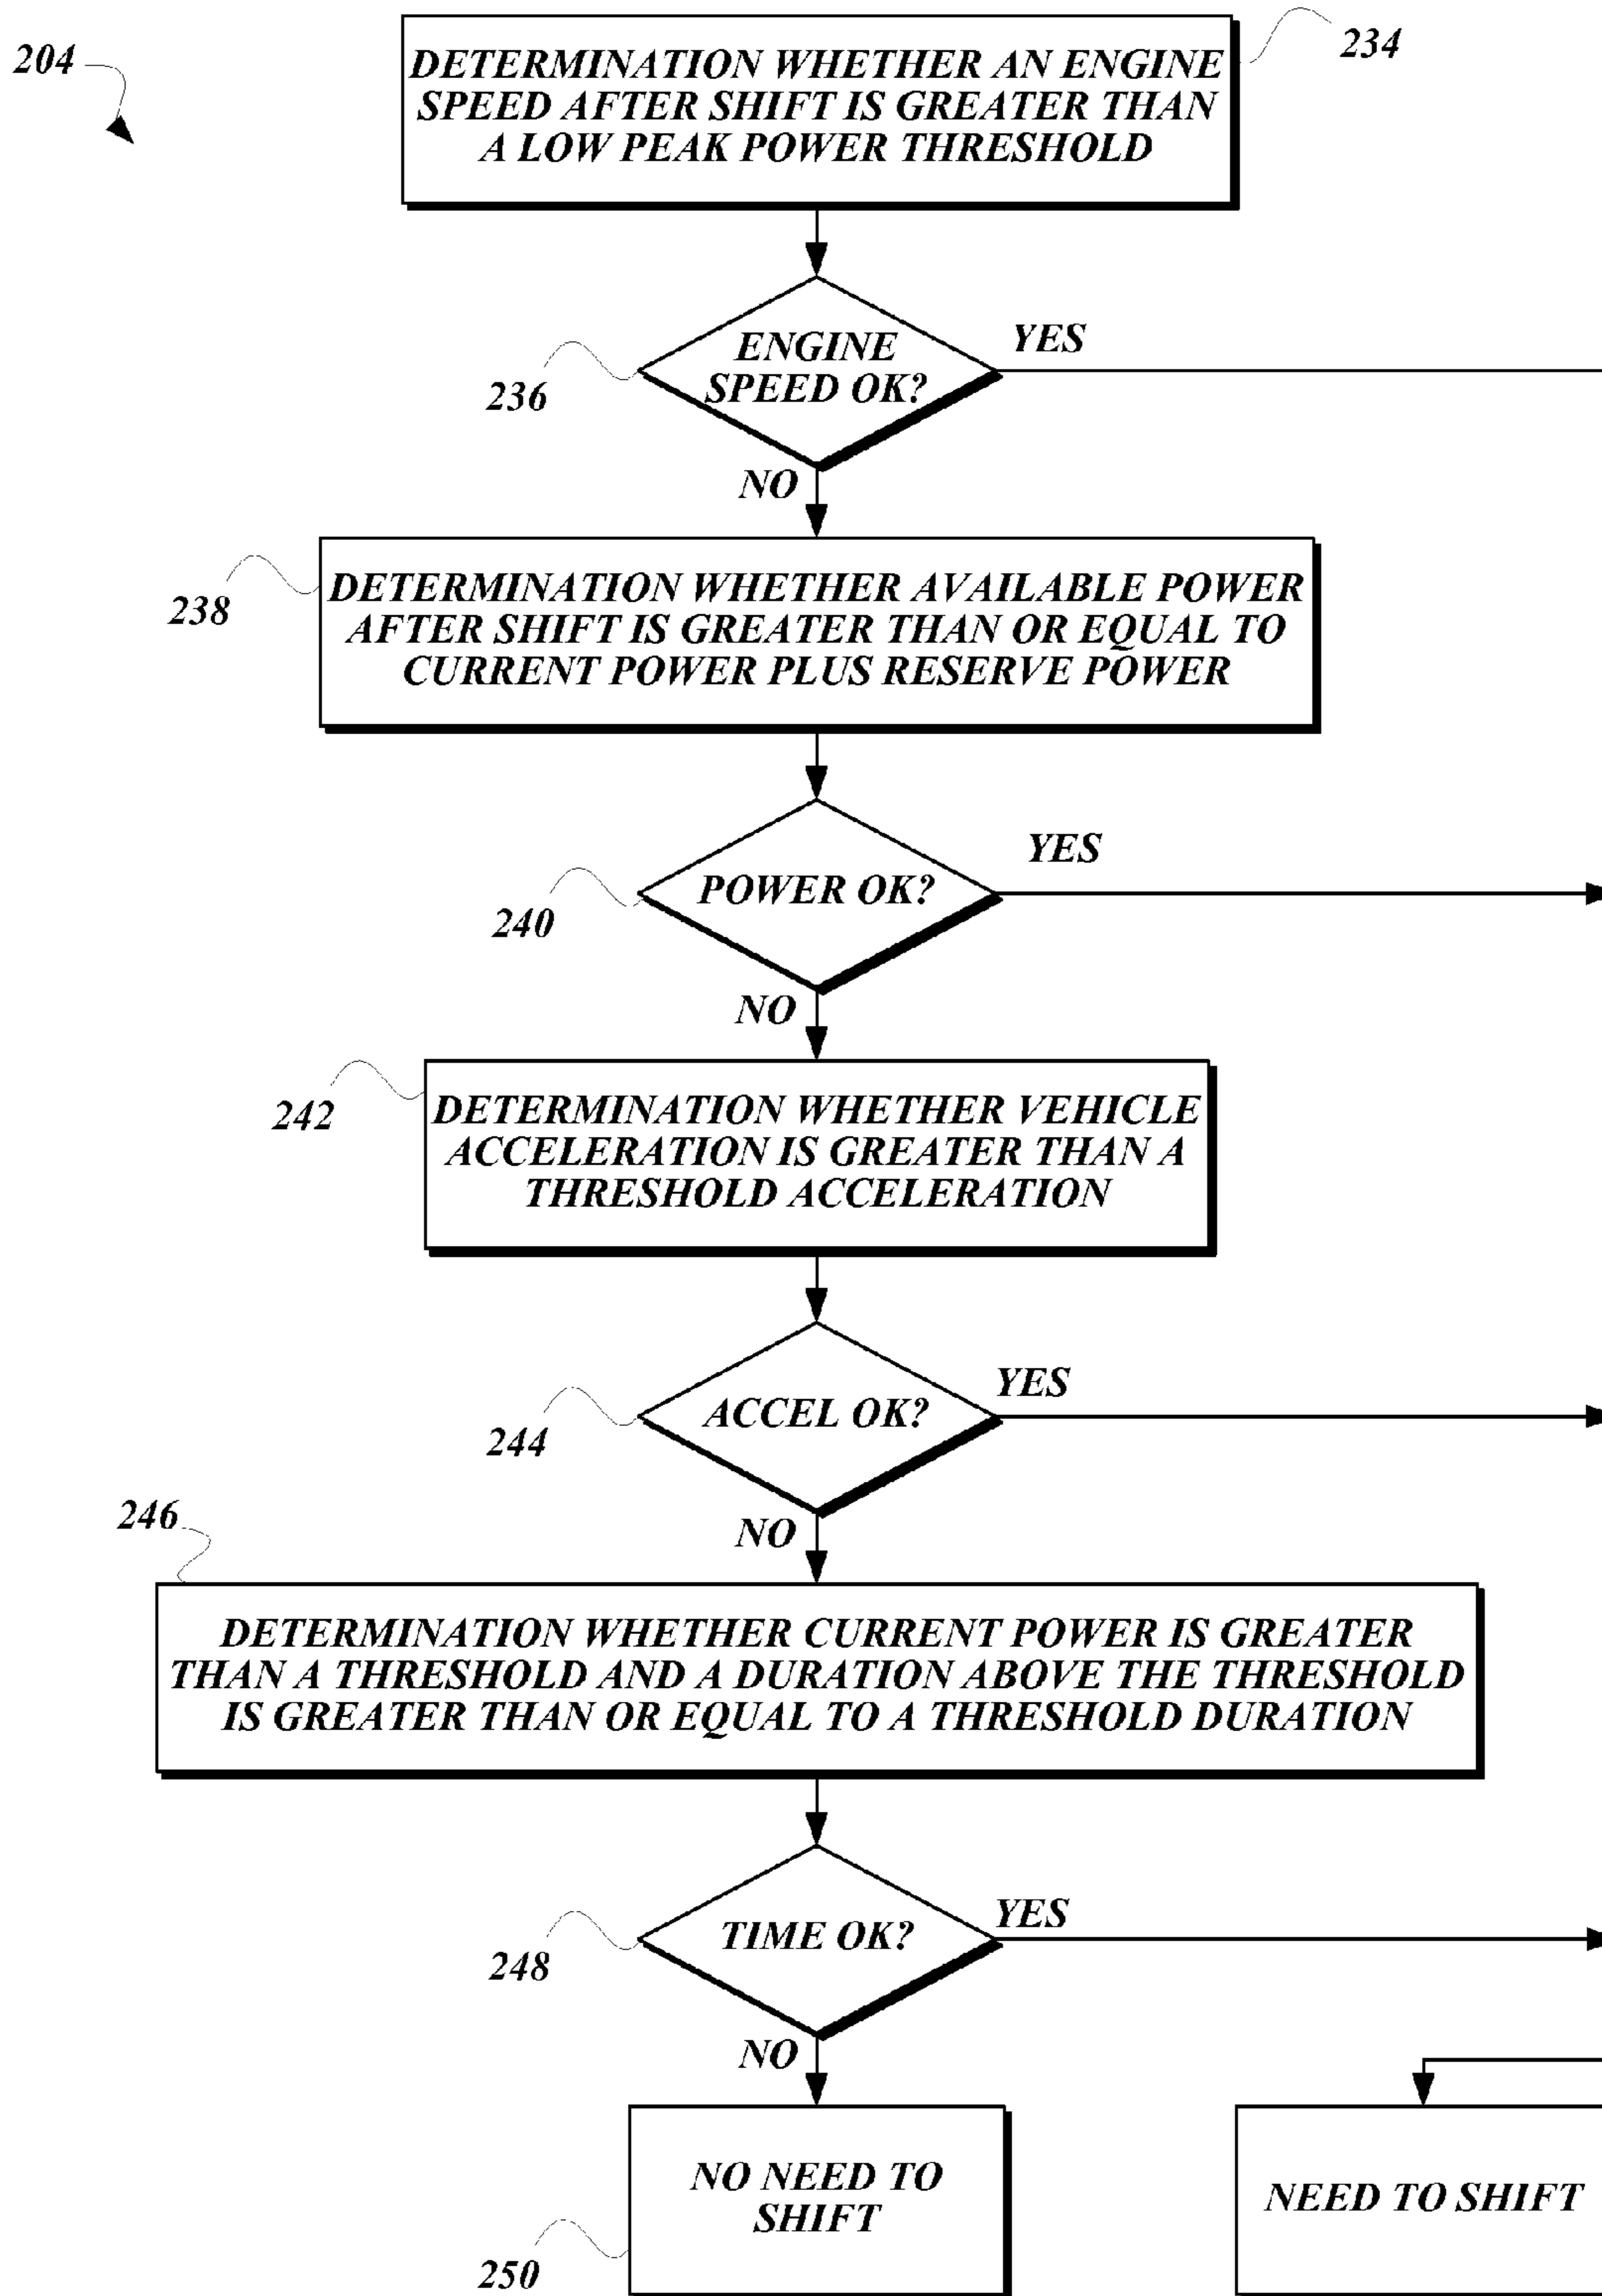 204
234
DETERMINATION WHETHER AN ENGINE
SPEED AFTER SHIFT IS GREATER THAN
A LOW PEAK POWER THRESHOLD
ENGINE
SPEED OK?
YES
236
NO
238
DETERMINATION WHETHER AVAILABLE POWER
AFTER SHIFT IS GREATER THAN OR EQUAL TO
CURRENT POWER PLUS RESERVE POWER
YES
POWER OK?
240
NO
242
DETERMINATION WHETHER VEHICLE
ACCELERATION IS GREATER THAN A
THRESHOLD ACCELERATION
YES
ACCEL OK?
244
NO
246
DETERMINATION WHETHER CURRENT POWER IS GREATER
THAN A THRESHOLD AND A DURATION ABOVE THE THRESHOLD
IS GREATER THAN OR EQUAL TO A THRESHOLD DURATION
YES
TIME OK?
248
NO
NO NEED TO
SHIFT
250
NEED TO SHIFT